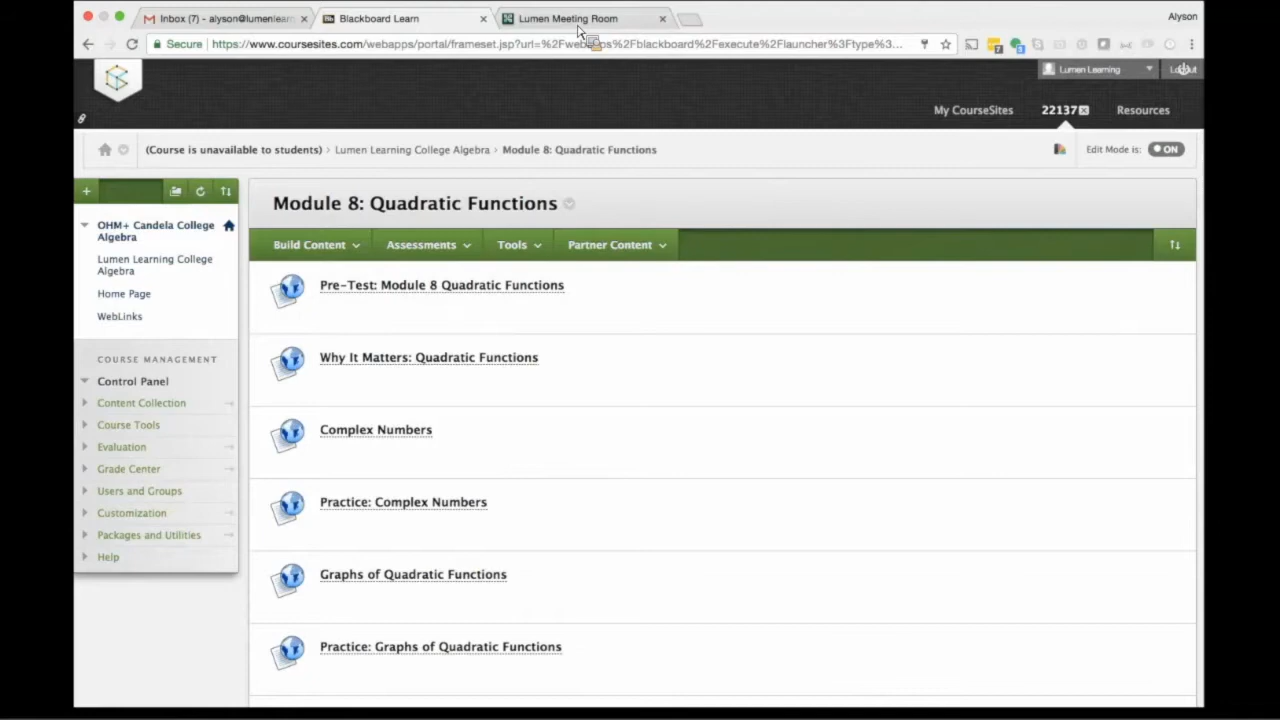 Inbox (7) - alyson@lumenlearn
Blackboard Learn
Lumen Meeting Room
Alyson
Secure
https://www.coursesites.com/webapps/portal/frameset.jsp?url=%2Fwebapps%2Fblackboard%2Fexecute%2Flauncher%3Ftype%3...
Lumen Learning
My CourseSites
22137
Resources
(Course is unavailable to students) › Lumen Learning College Algebra › Module 8: Quadratic Functions
Edit Mode is:
ON
OHM+ Candela College
Algebra
Lumen Learning College
Algebra
Home Page
WebLinks
COURSE MANAGEMENT
Control Panel
Content Collection
Course Tools
Evaluation
Grade Center
Users and Groups
Customization
Packages and Utilities
Help
Module 8: Quadratic Functions
Build Content
Assessments
Tools
Partner Content
Pre-Test: Module 8 Quadratic Functions
Why It Matters: Quadratic Functions
Complex Numbers
Practice: Complex Numbers
Graphs of Quadratic Functions
Practice: Graphs of Quadratic Functions